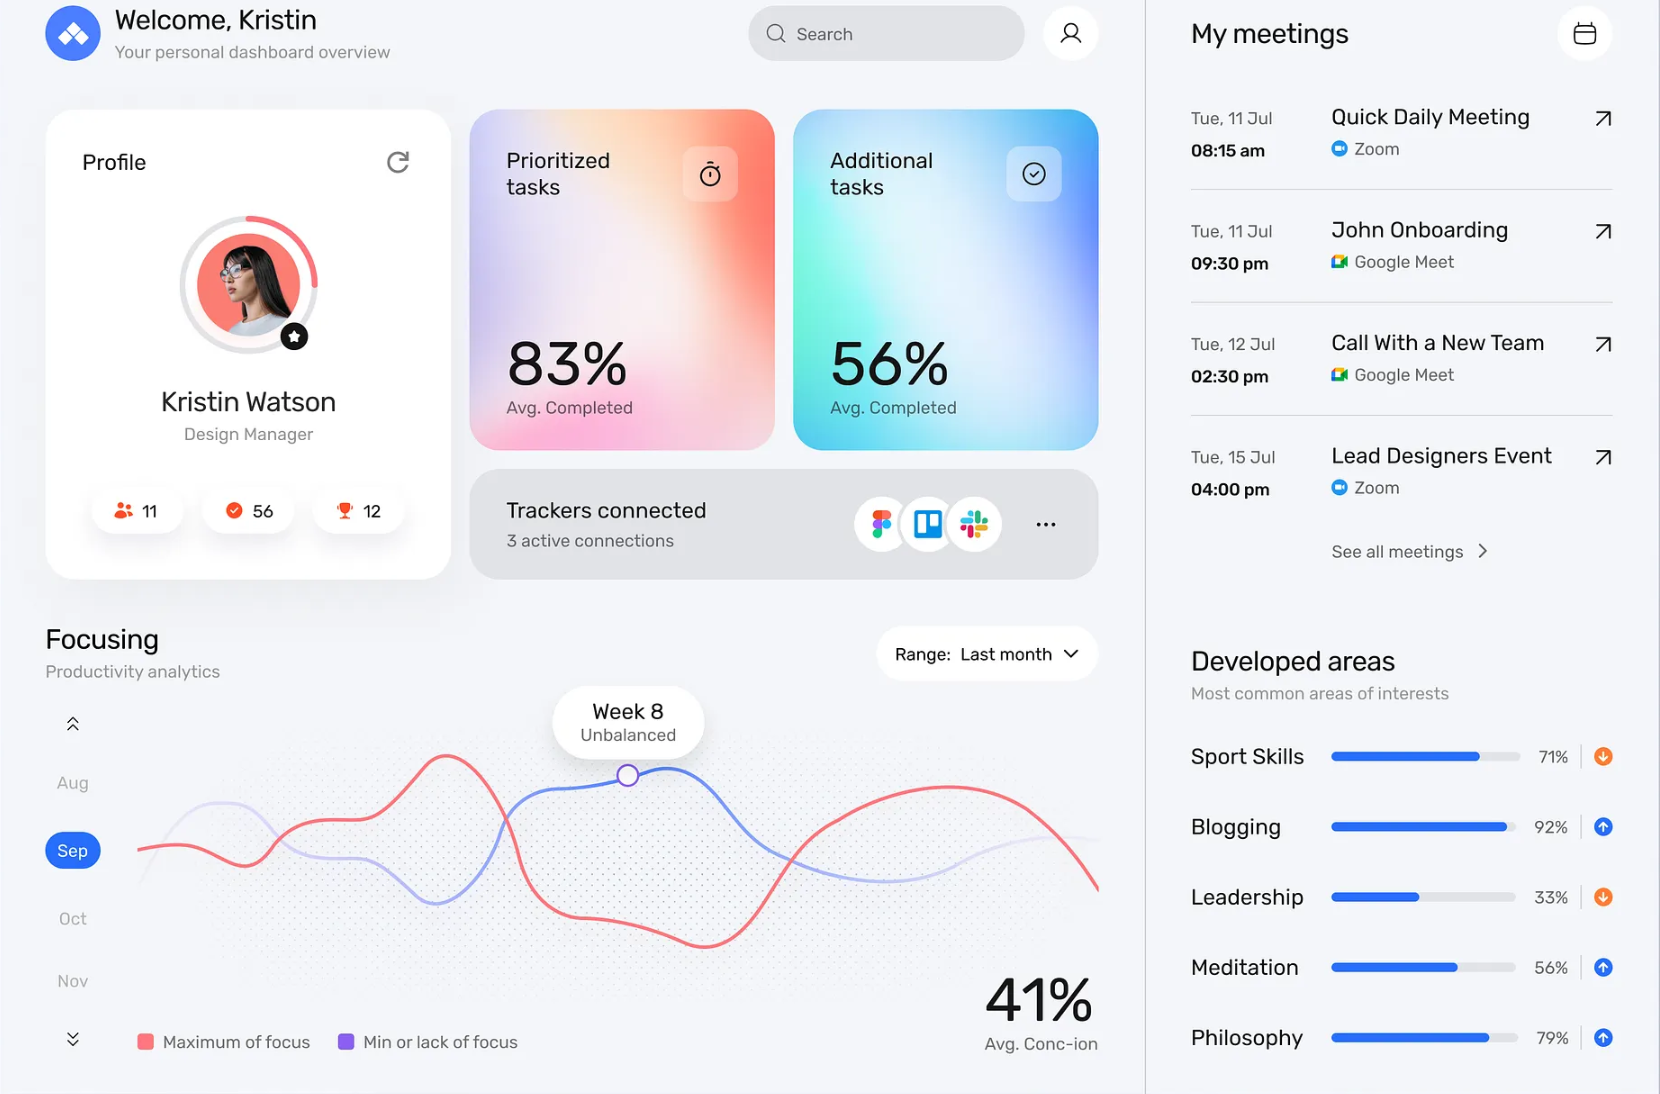 Welcome, Kristin
Your personal dashboard overview
Search
Profile
Kristin Watson
Design Manager
11
56
12
Prioritized
tasks
83%
Avg. Completed
Additional
tasks
56%
Avg. Completed
Trackers connected
3 active connections
Focusing
Productivity analytics
Range: Last month
Week 8
Unbalanced
Aug
Sep
Oct
Nov
Maximum of focus
Min or lack of focus
41%
Avg. Conc-ion
My meetings
Tue, 11 Jul
08:15 am
Quick Daily Meeting
Zoom
Tue, 11 Jul
09:30 pm
John Onboarding
Google Meet
Tue, 12 Jul
02:30 pm
Call With a New Team
Google Meet
Tue, 15 Jul
04:00 pm
Lead Designers Event
Zoom
See all meetings
Developed areas
Most common areas of interests
Sport Skills 71%
Blogging 92%
Leadership 33%
Meditation 56%
Philosophy 79%